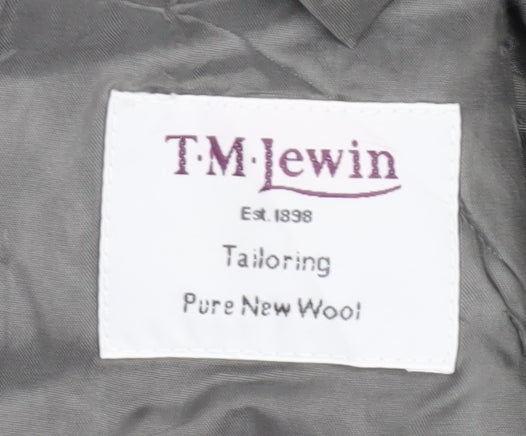 T·M·Lewin
Est. 1898
Tailoring
Pure New Wool